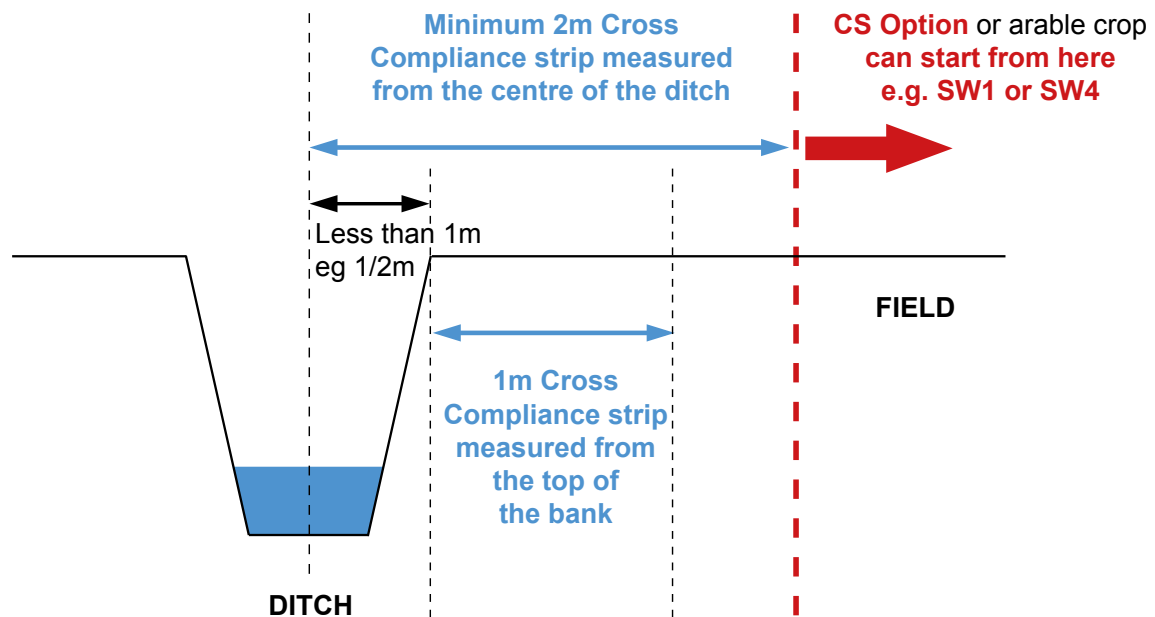 Minimum 2m Cross
Compliance strip measured
from the centre of the ditch
CS Option or arable crop
can start from here
e.g. SW1 or SW4
Less than 1m
eg 1/2m
FIELD
1m Cross
Compliance strip
measured from
the top of
the bank
DITCH